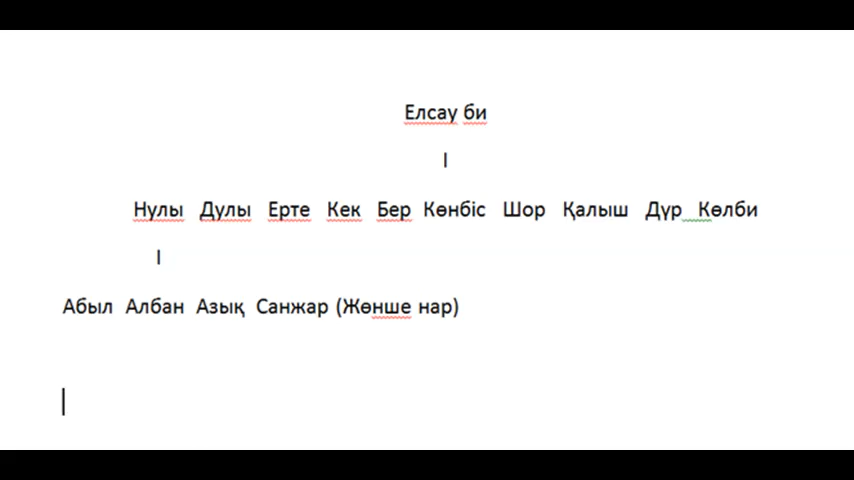 Елсау би
I
Нулы Дулы Ерте Кек Бер Көнбіс Шор Қалыш Дүр Көлби
I
Абыл Албан Азық Санжар (Жөнше нар)